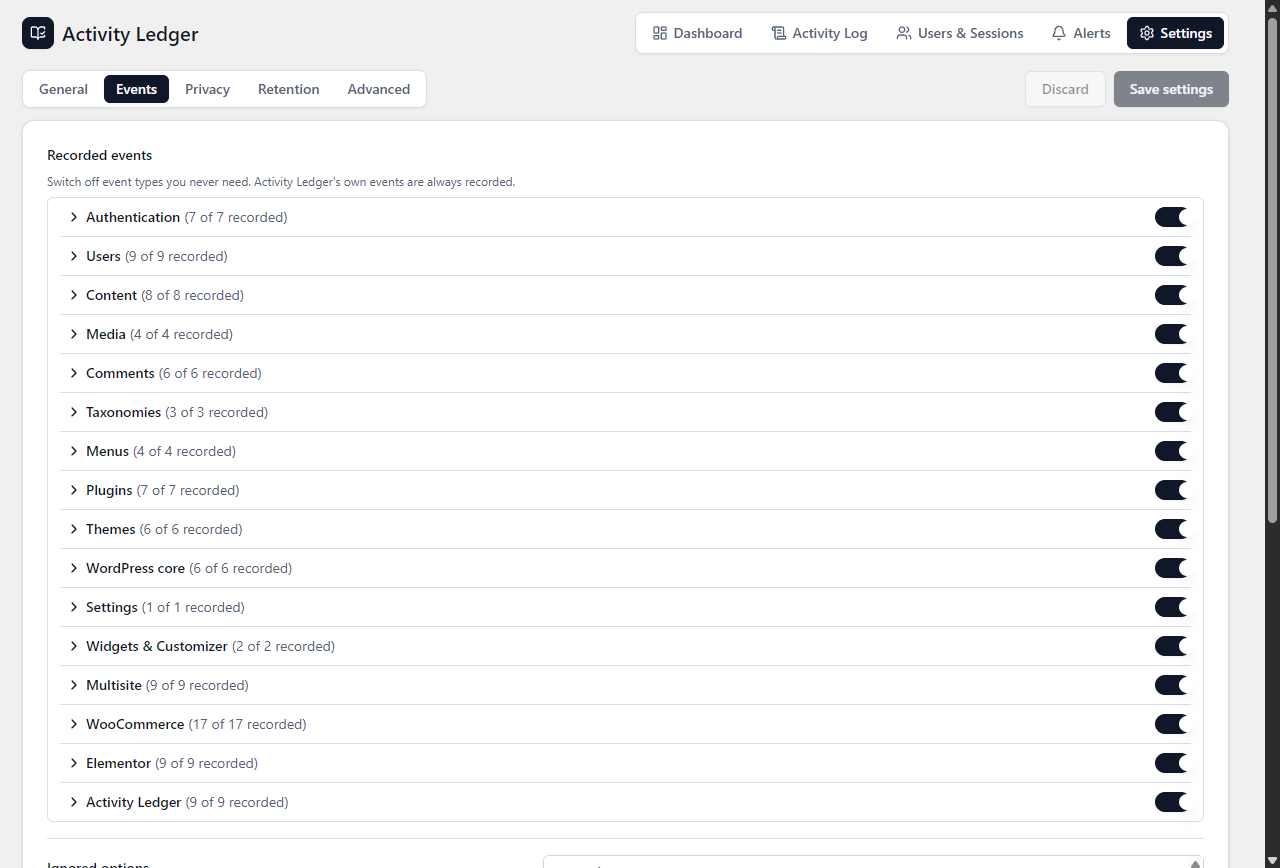 Activity Ledger
Dashboard
Activity Log
Users & Sessions
Alerts
Settings
General
Events
Privacy
Retention
Advanced
Discard
Save settings
Recorded events
Switch off event types you never need. Activity Ledger's own events are always recorded.
Authentication (7 of 7 recorded)
Users (9 of 9 recorded)
Content (8 of 8 recorded)
Media (4 of 4 recorded)
Comments (6 of 6 recorded)
Taxonomies (3 of 3 recorded)
Menus (4 of 4 recorded)
Plugins (7 of 7 recorded)
Themes (6 of 6 recorded)
WordPress core (6 of 6 recorded)
Settings (1 of 1 recorded)
Widgets & Customizer (2 of 2 recorded)
Multisite (9 of 9 recorded)
WooCommerce (17 of 17 recorded)
Elementor (9 of 9 recorded)
Activity Ledger (9 of 9 recorded)
Ignored options